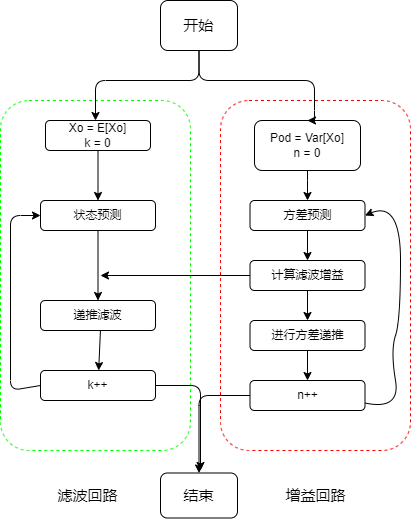 开始
Xo = E[Xo]
k = 0
Pod = Var[Xo]
n = 0
状态预测
方差预测
计算滤波增益
递推滤波
进行方差递推
k++
n++
滤波回路
结束
增益回路